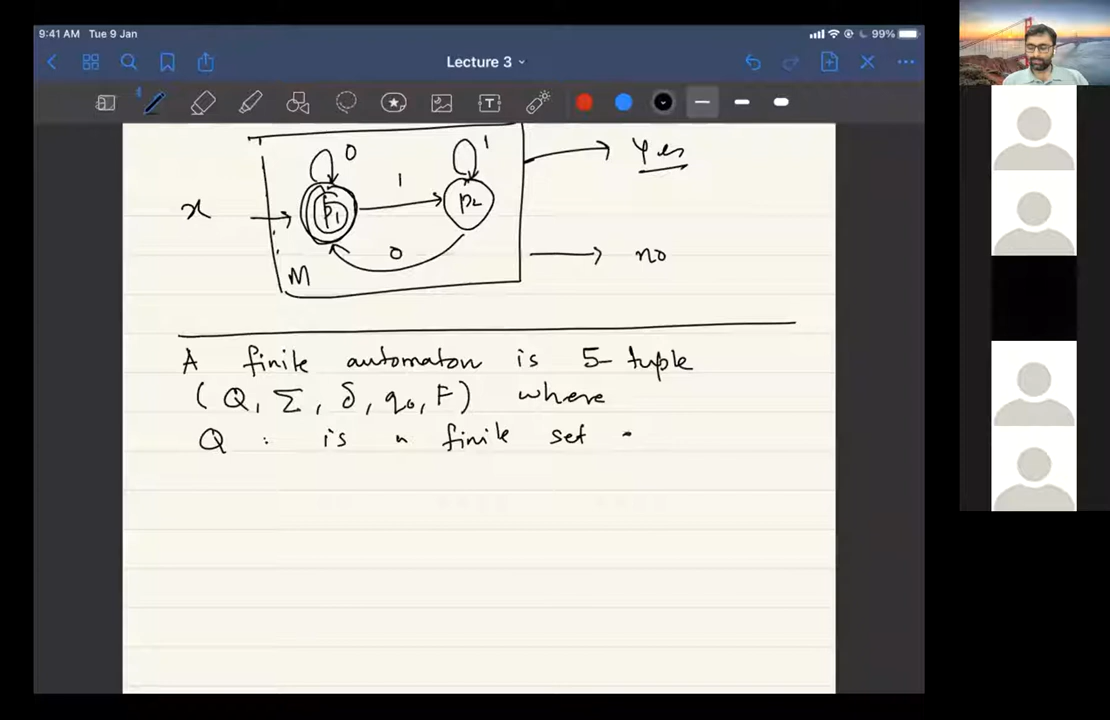 9:41 AM Tue 9 Jan
99%
Lecture 3
0
1
1
Yes
x
p1
p2
0
no
M
A finite automaton is 5-tuple
(Q, Σ, δ, q0, F) where
Q : is a finite set